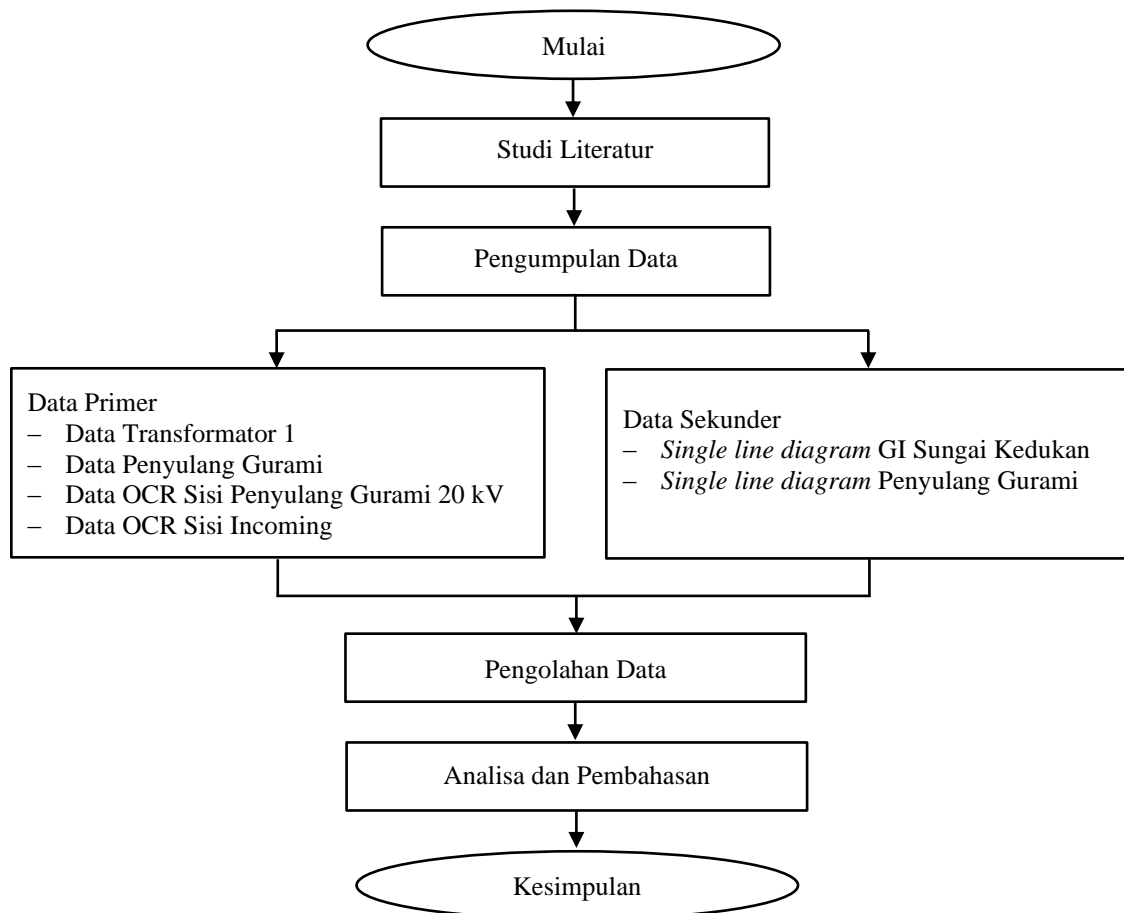 Mulai
Studi Literatur
Pengumpulan Data
Data Primer
– Data Transformator 1
– Data Penyulang Gurami
– Data OCR Sisi Penyulang Gurami 20 kV
– Data OCR Sisi Incoming
Data Sekunder
– Single line diagram GI Sungai Kedukan
– Single line diagram Penyulang Gurami
Pengolahan Data
Analisa dan Pembahasan
Kesimpulan